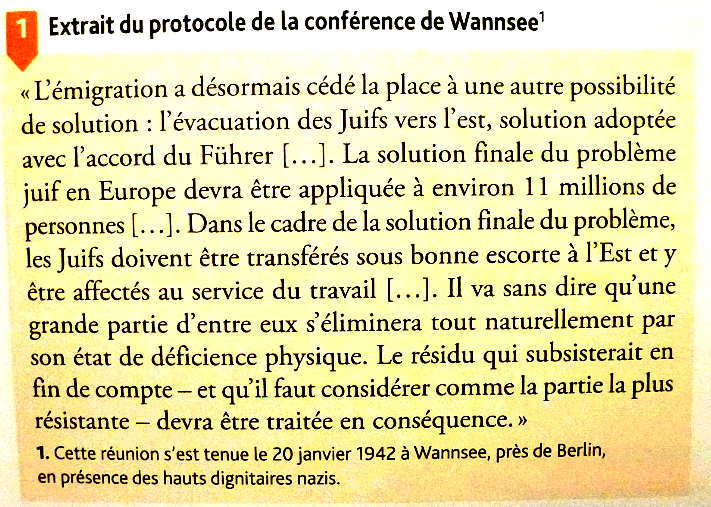 1 Extrait du protocole de la conférence de Wannsee¹
« L'émigration a désormais cédé la place à une autre possibilité
de solution : l'évacuation des Juifs vers l'est, solution adoptée
avec l'accord du Führer [...]. La solution finale du problème
juif en Europe devra être appliquée à environ 11 millions de
personnes [...]. Dans le cadre de la solution finale du problème,
les Juifs doivent être transférés sous bonne escorte à l'Est et y
être affectés au service du travail [...]. Il va sans dire qu'une
grande partie d'entre eux s'éliminera tout naturellement par
son état de déficience physique. Le résidu qui subsisterait en
fin de compte – et qu'il faut considérer comme la partie la plus
résistante – devra être traitée en conséquence. »
1. Cette réunion s'est tenue le 20 janvier 1942 à Wannsee, près de Berlin,
en présence des hauts dignitaires nazis.